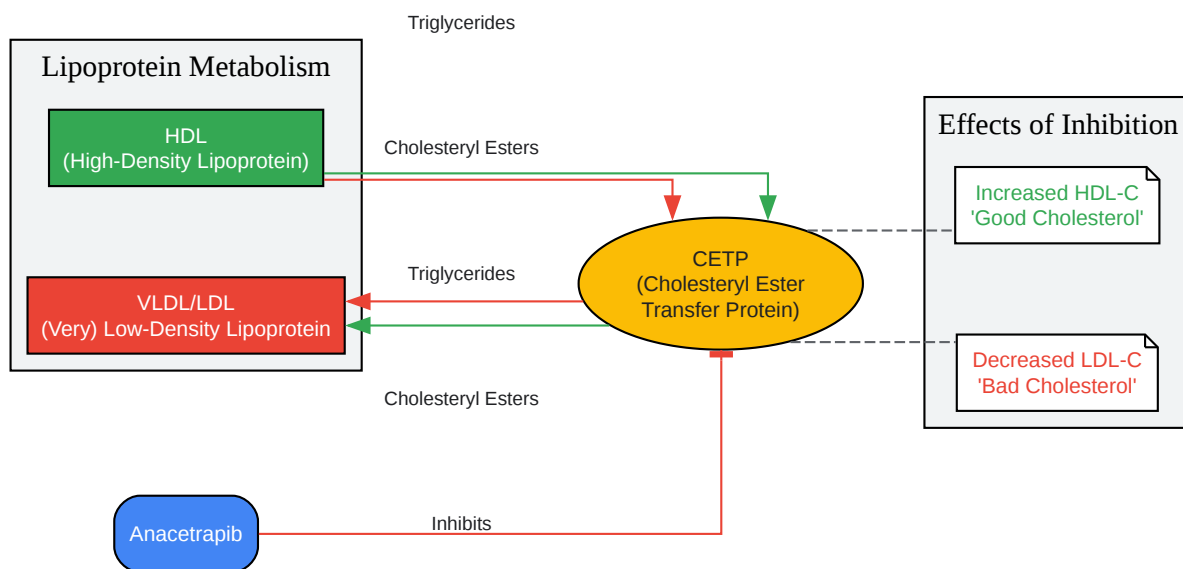 Triglycerides
Lipoprotein Metabolism
HDL
(High-Density Lipoprotein)
Cholesteryl Esters
Effects of Inhibition
Increased HDL-C
'Good Cholesterol'
CETP
(Cholesteryl Ester
Transfer Protein)
Triglycerides
VLDL/LDL
(Very) Low-Density Lipoprotein
Decreased LDL-C
'Bad Cholesterol'
Cholesteryl Esters
Anacetrapib
Inhibits